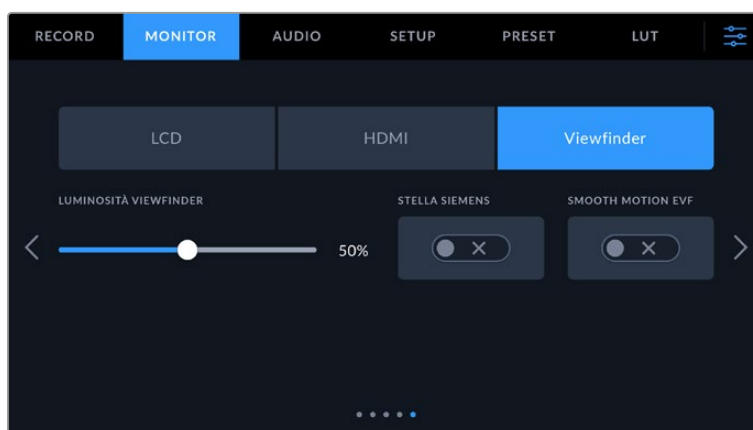 RECORD MONITOR AUDIO SETUP PRESET LUT
LCD HDMI Viewfinder
LUMINOSITÀ VIEWFINDER STELLA SIEMENS SMOOTH MOTION EVF
50%